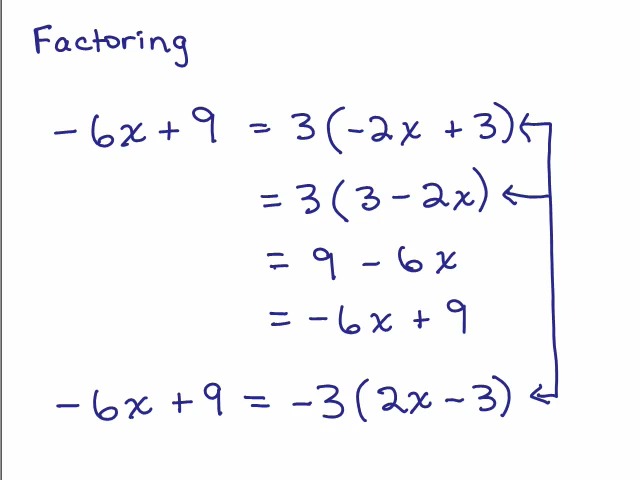 Factoring
-6x + 9 = 3(-2x + 3)
= 3(3 - 2x)
= 9 - 6x
= -6x + 9
-6x + 9 = -3(2x - 3)